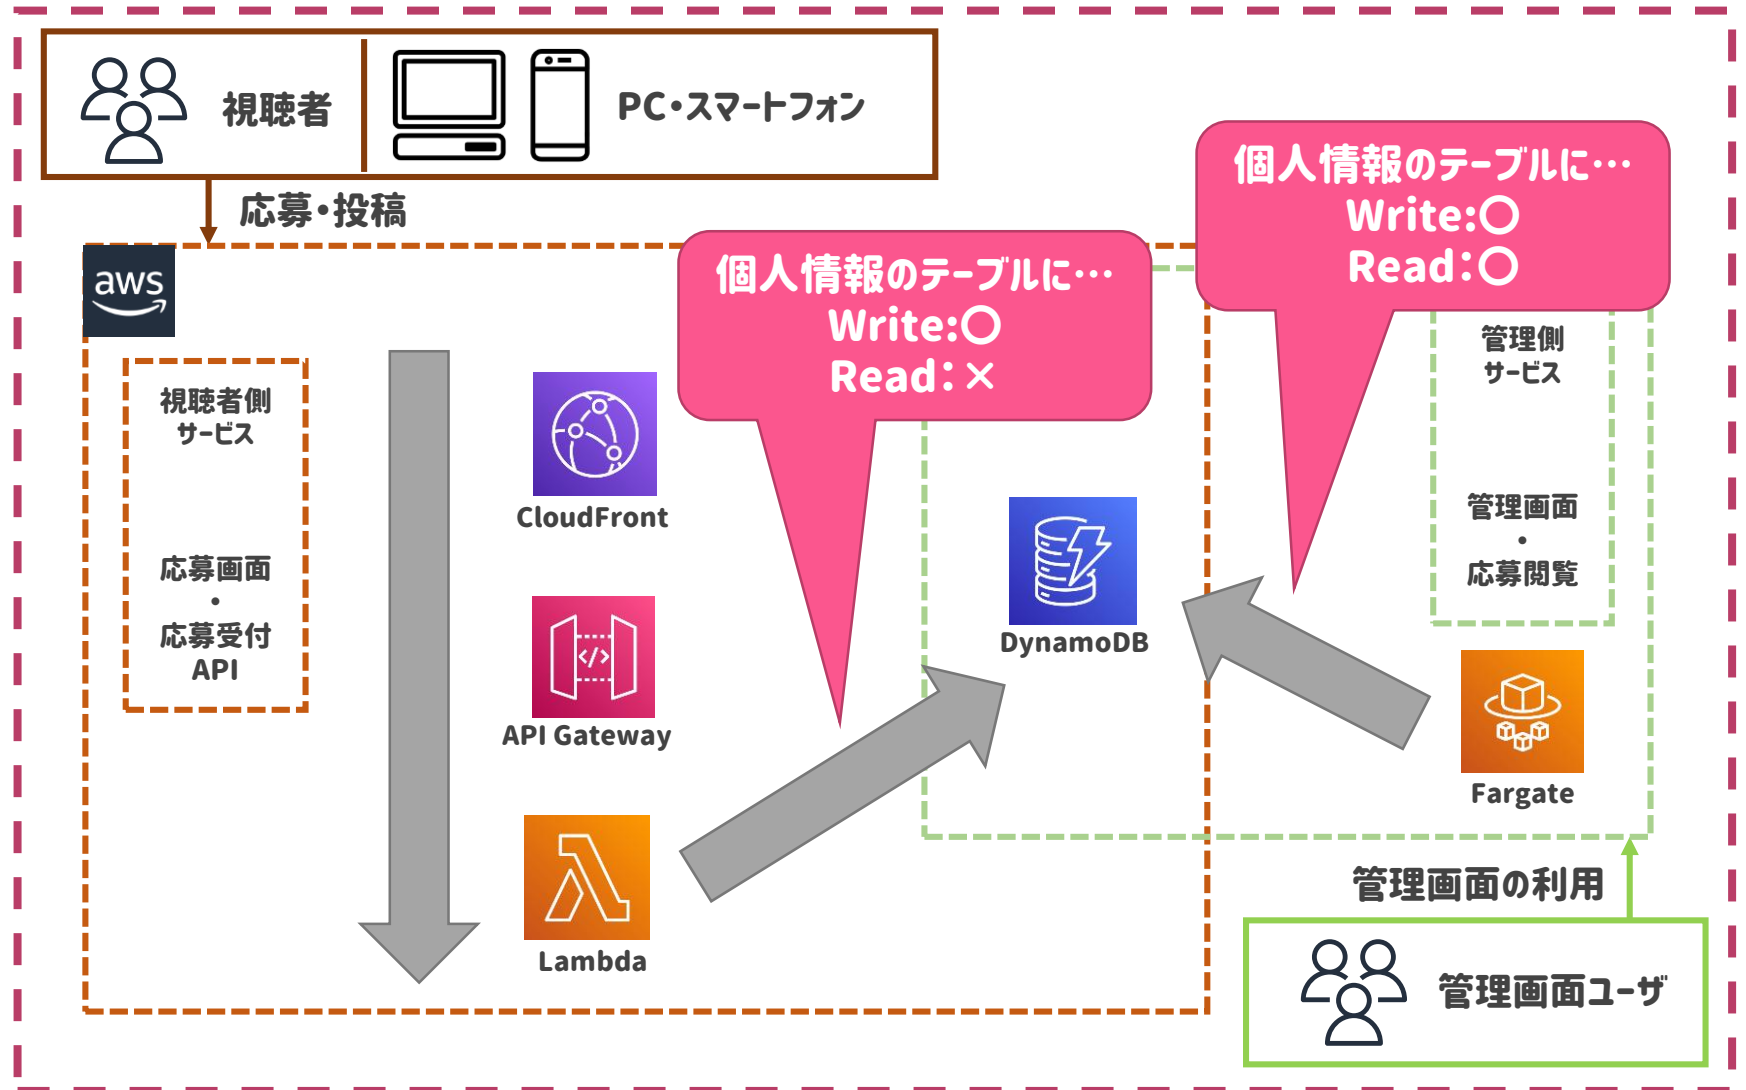 視聴者
PC・スマートフォン
応募・投稿
aws
個人情報のテーブルに…
Write:○
Read:×
個人情報のテーブルに…
Write:○
Read:○
視聴者側
サービス
応募画面
・
応募受付
API
CloudFront
API Gateway
Lambda
DynamoDB
管理側
サービス
管理画面
・
応募閲覧
Fargate
管理画面の利用
管理画面ユーザ